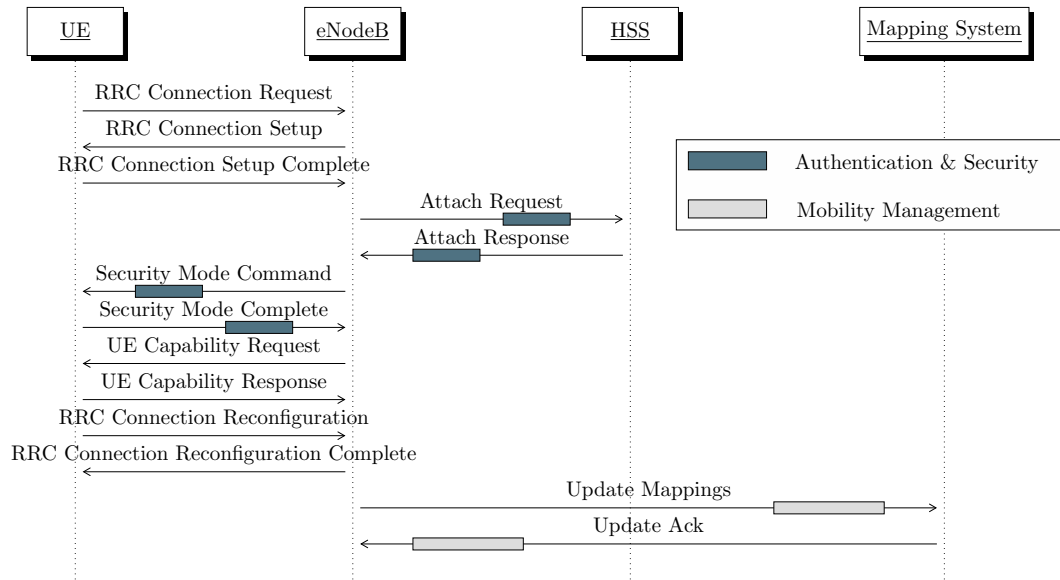 UE
eNodeB
HSS
Mapping System
RRC Connection Request
RRC Connection Setup
RRC Connection Setup Complete
Authentication & Security
Mobility Management
Attach Request
Attach Response
Security Mode Command
Security Mode Complete
UE Capability Request
UE Capability Response
RRC Connection Reconfiguration
RRC Connection Reconfiguration Complete
Update Mappings
Update Ack